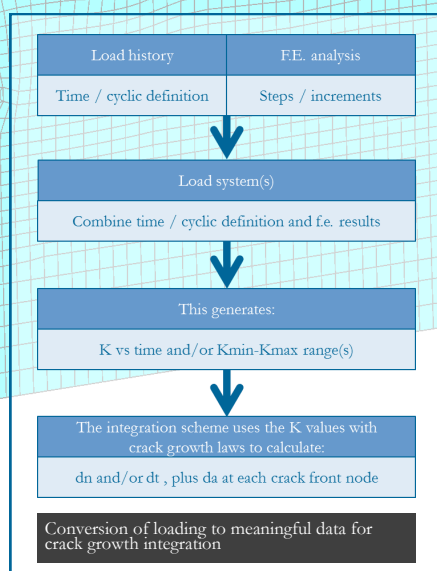 Load history
F.E. analysis
Time / cyclic definition
Steps / increments
Load system(s)
Combine time / cyclic definition and f.e. results
This generates:
K vs time and/or Kmin-Kmax range(s)
The integration scheme uses the K values with
crack growth laws to calculate:
dn and/or dt , plus da at each crack front node
Conversion of loading to meaningful data for
crack growth integration